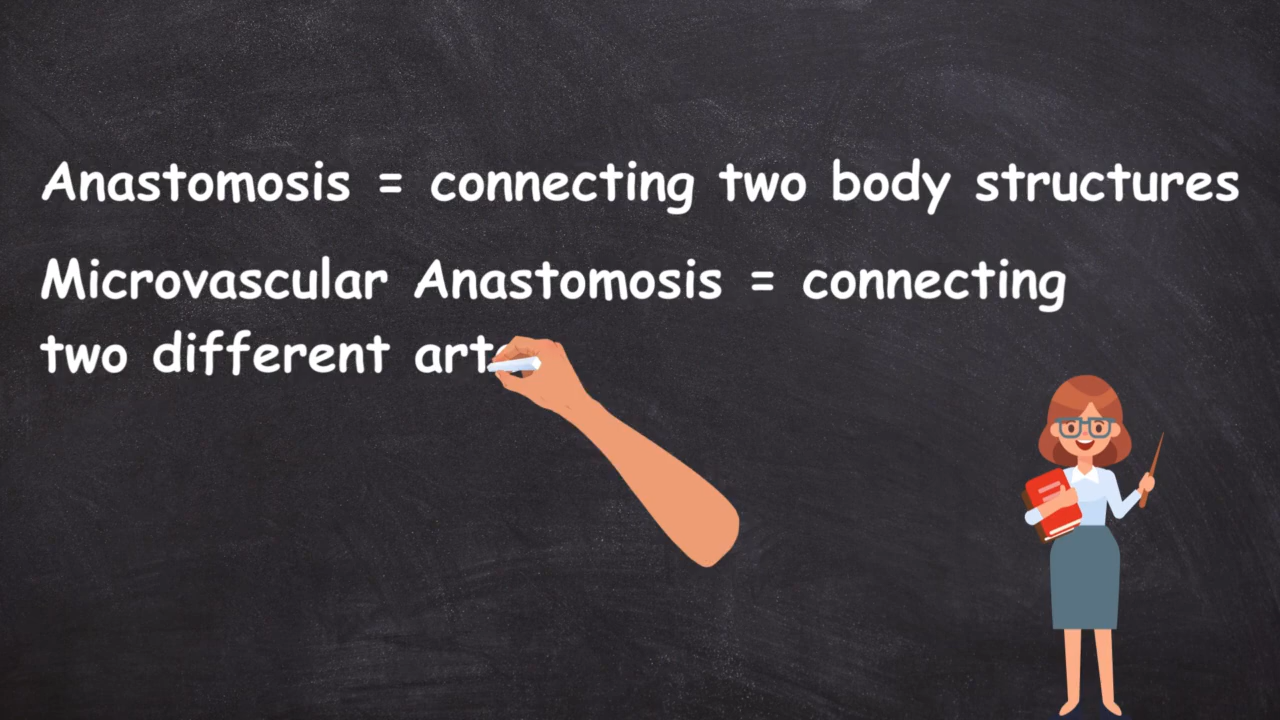 Anastomosis = connecting two body structures
Microvascular Anastomosis = connecting
two different art